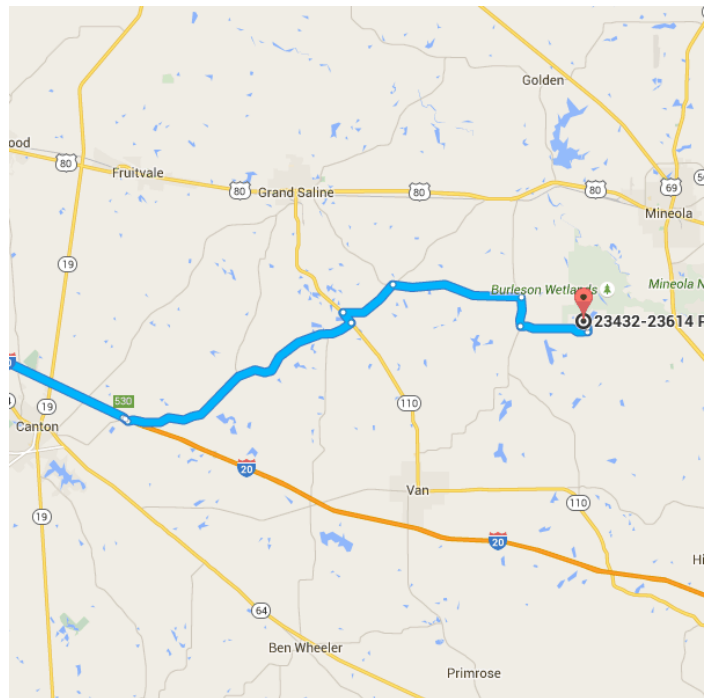 Golden
ood
80
Fruitvale
80
Grand Saline
80
80
69
Mineola
19
Burleson Wetlands
Mineola N
23432-23614 P
530
19
Canton
110
20
Van
110
20
19
Hi
64
Ben Wheeler
Primrose